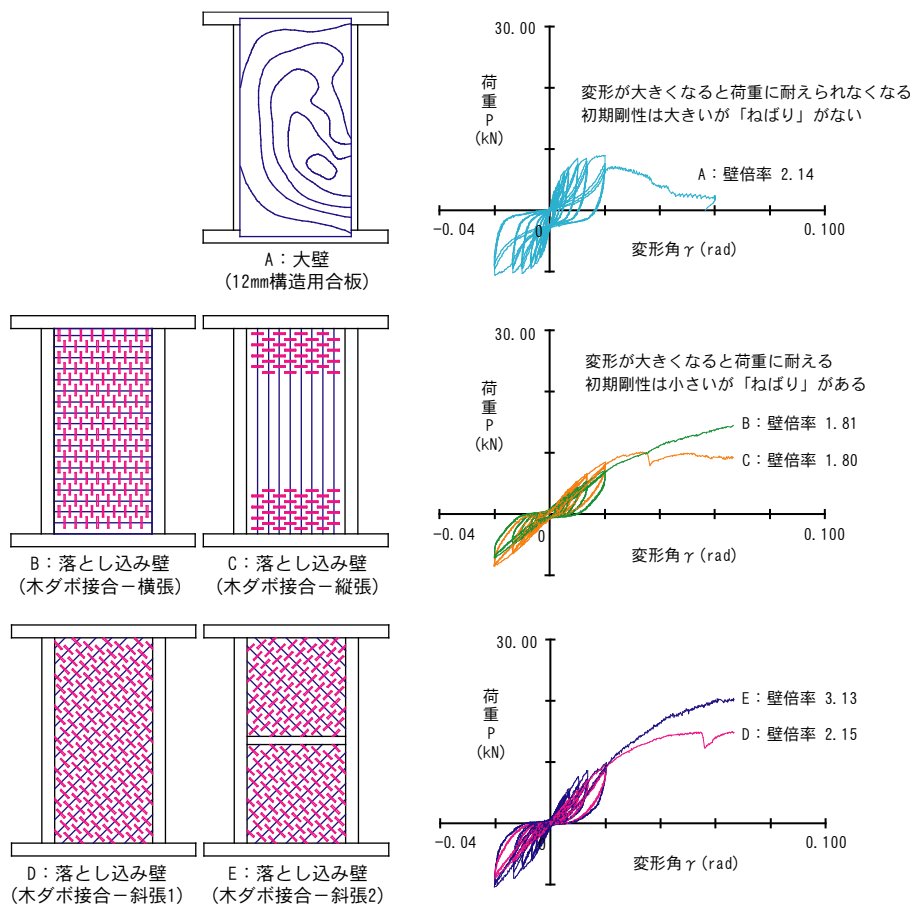 A：大壁
(12mm構造用合板)
30.00
荷重P
(kN)
変形が大きくなると荷重に耐えられなくなる
初期剛性は大きいが「ねばり」がない
A：壁倍率 2.14
-0.04
0
0.100
変形角γ(rad)
B：落とし込み壁
(木ダボ接合－横張)
C：落とし込み壁
(木ダボ接合－縦張)
30.00
荷重P
(kN)
変形が大きくなると荷重に耐える
初期剛性は小さいが「ねばり」がある
B：壁倍率 1.81
C：壁倍率 1.80
-0.04
0
0.100
変形角γ(rad)
D：落とし込み壁
(木ダボ接合－斜張1)
E：落とし込み壁
(木ダボ接合－斜張2)
30.00
荷重P
(kN)
E：壁倍率 3.13
D：壁倍率 2.15
-0.04
0
0.100
変形角γ(rad)